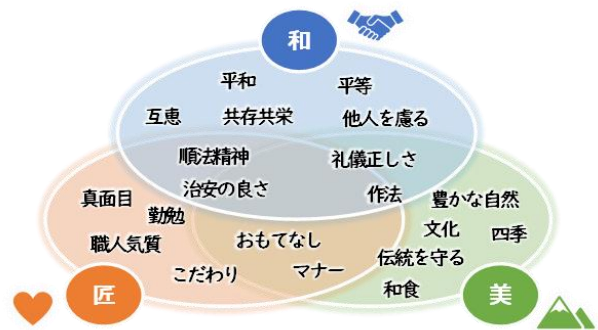 和
平和
平等
互恵
共存共栄
他人を慮る
順法精神
礼儀正しさ
治安の良さ
作法
真面目
勤勉
職人気質
おもてなし
こだわり
マナー
豊かな自然
文化
四季
伝統を守る
和食
匠
美